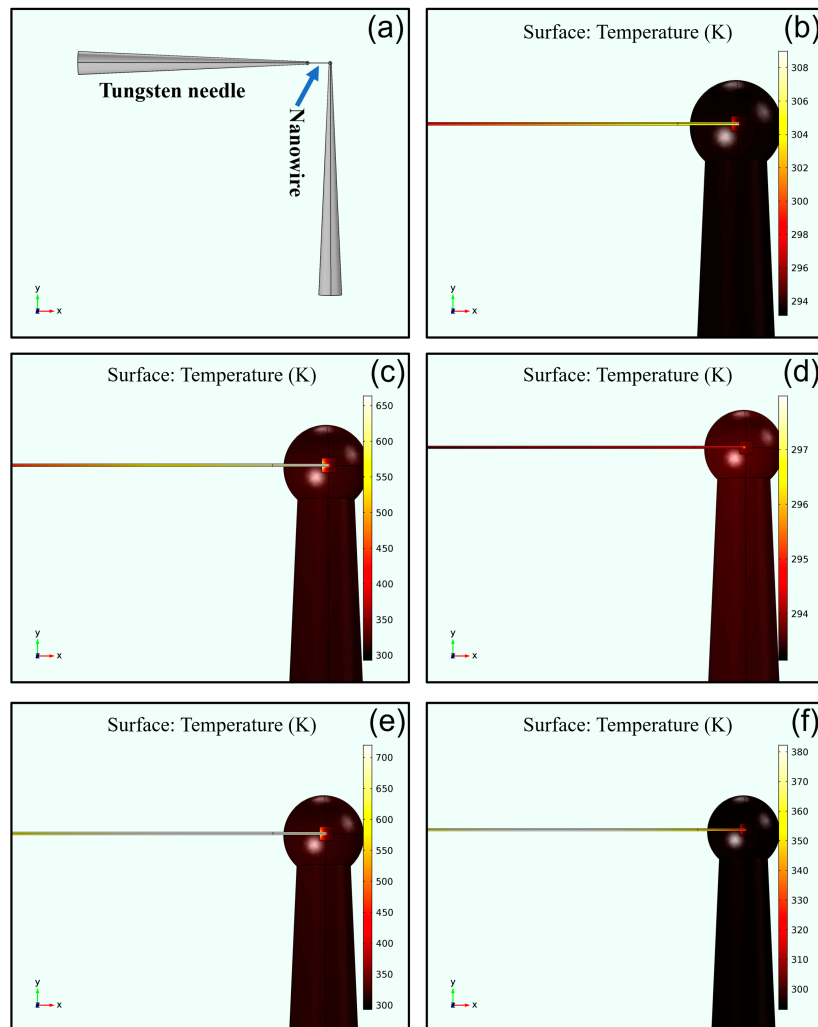 (a)
Tungsten needle
Nanowire
y
x
(b)
Surface: Temperature (K)
308
306
304
302
300
298
296
294
y
x
(c)
Surface: Temperature (K)
650
600
550
500
450
400
350
300
y
x
(d)
Surface: Temperature (K)
297
296
295
294
y
x
(e)
Surface: Temperature (K)
700
650
600
550
500
450
400
350
300
y
x
(f)
Surface: Temperature (K)
380
370
360
350
340
330
320
310
300
y
x